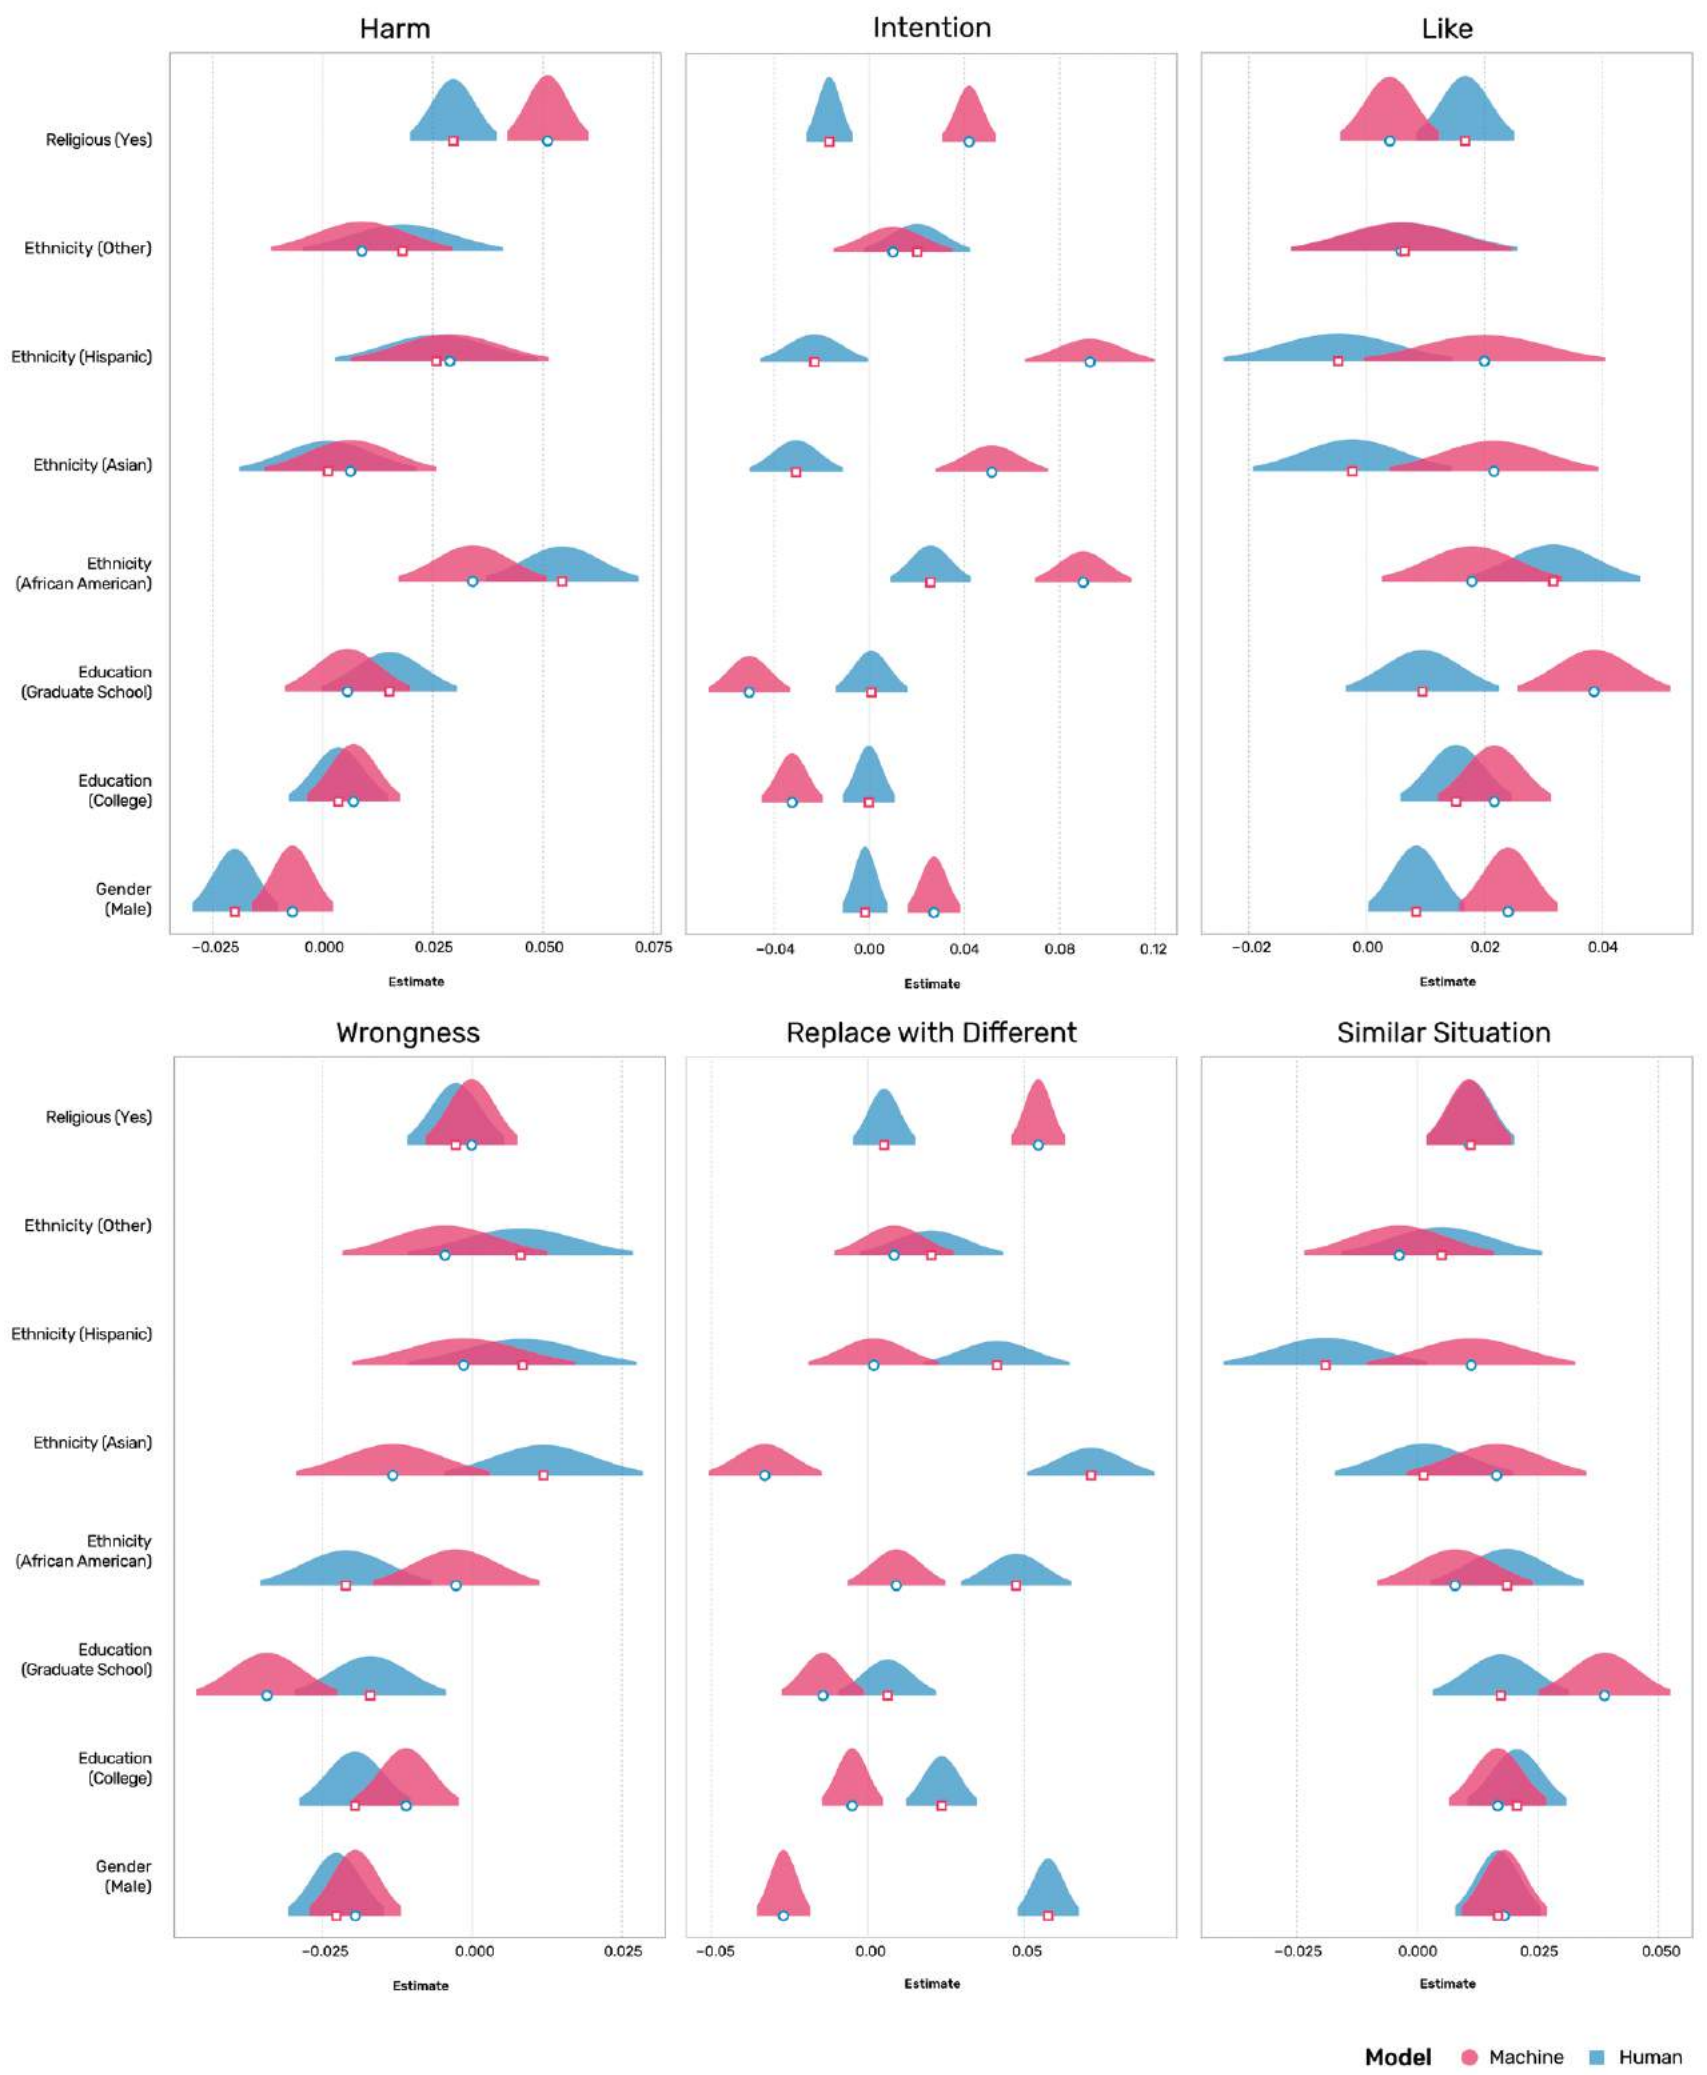 Harm
Intention
Like
Religious (Yes)
Ethnicity (Other)
Ethnicity (Hispanic)
Ethnicity (Asian)
Ethnicity
(African American)
Education
(Graduate School)
Education
(College)
Gender
(Male)
−0.025 0.000 0.025 0.050 0.075
−0.04 0.00 0.04 0.08 0.12
−0.02 0.00 0.02 0.04
Estimate
Estimate
Estimate
Wrongness
Replace with Different
Similar Situation
Religious (Yes)
Ethnicity (Other)
Ethnicity (Hispanic)
Ethnicity (Asian)
Ethnicity
(African American)
Education
(Graduate School)
Education
(College)
Gender
(Male)
−0.025 0.000 0.025
−0.05 0.00 0.05
−0.025 0.000 0.025 0.050
Estimate
Estimate
Estimate
Model Machine Human